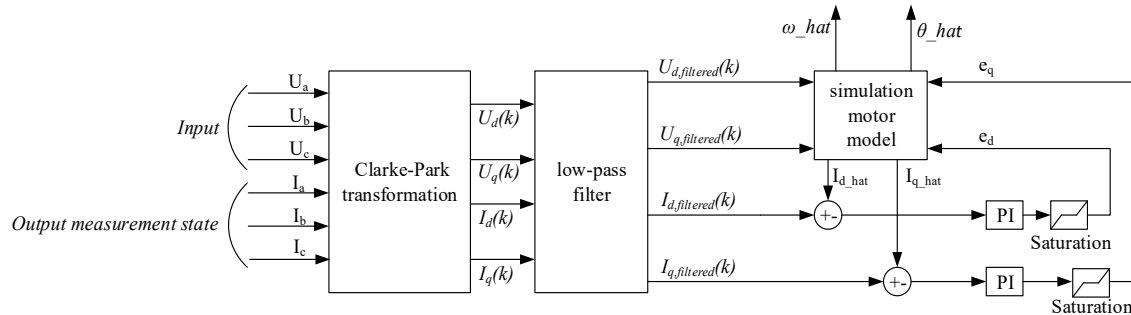 ω_hat
θ_hat
U_a
U_b
U_c
Input
I_a
I_b
I_c
Output measurement state
Clarke-Park
transformation
U_d(k)
U_q(k)
I_d(k)
I_q(k)
low-pass
filter
U_d,filtered(k)
U_q,filtered(k)
I_d,filtered(k)
I_q,filtered(k)
simulation
motor
model
e_q
e_d
I_d_hat
I_q_hat
+-
PI
Saturation
+-
PI
Saturation